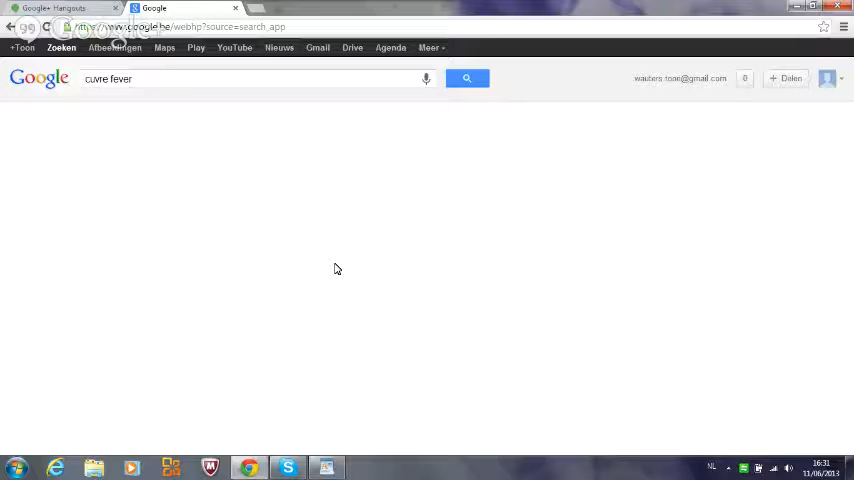 Google+ Hangouts
Google
https://www.google.be/webhp?source=search_app
Google+
+Toon Zoeken Afbeeldingen Maps Play YouTube Nieuws Gmail Drive Agenda Meer
Google cuvre fever wauters.toon@gmail.com 0 + Delen
NL 16:31
11/06/2013